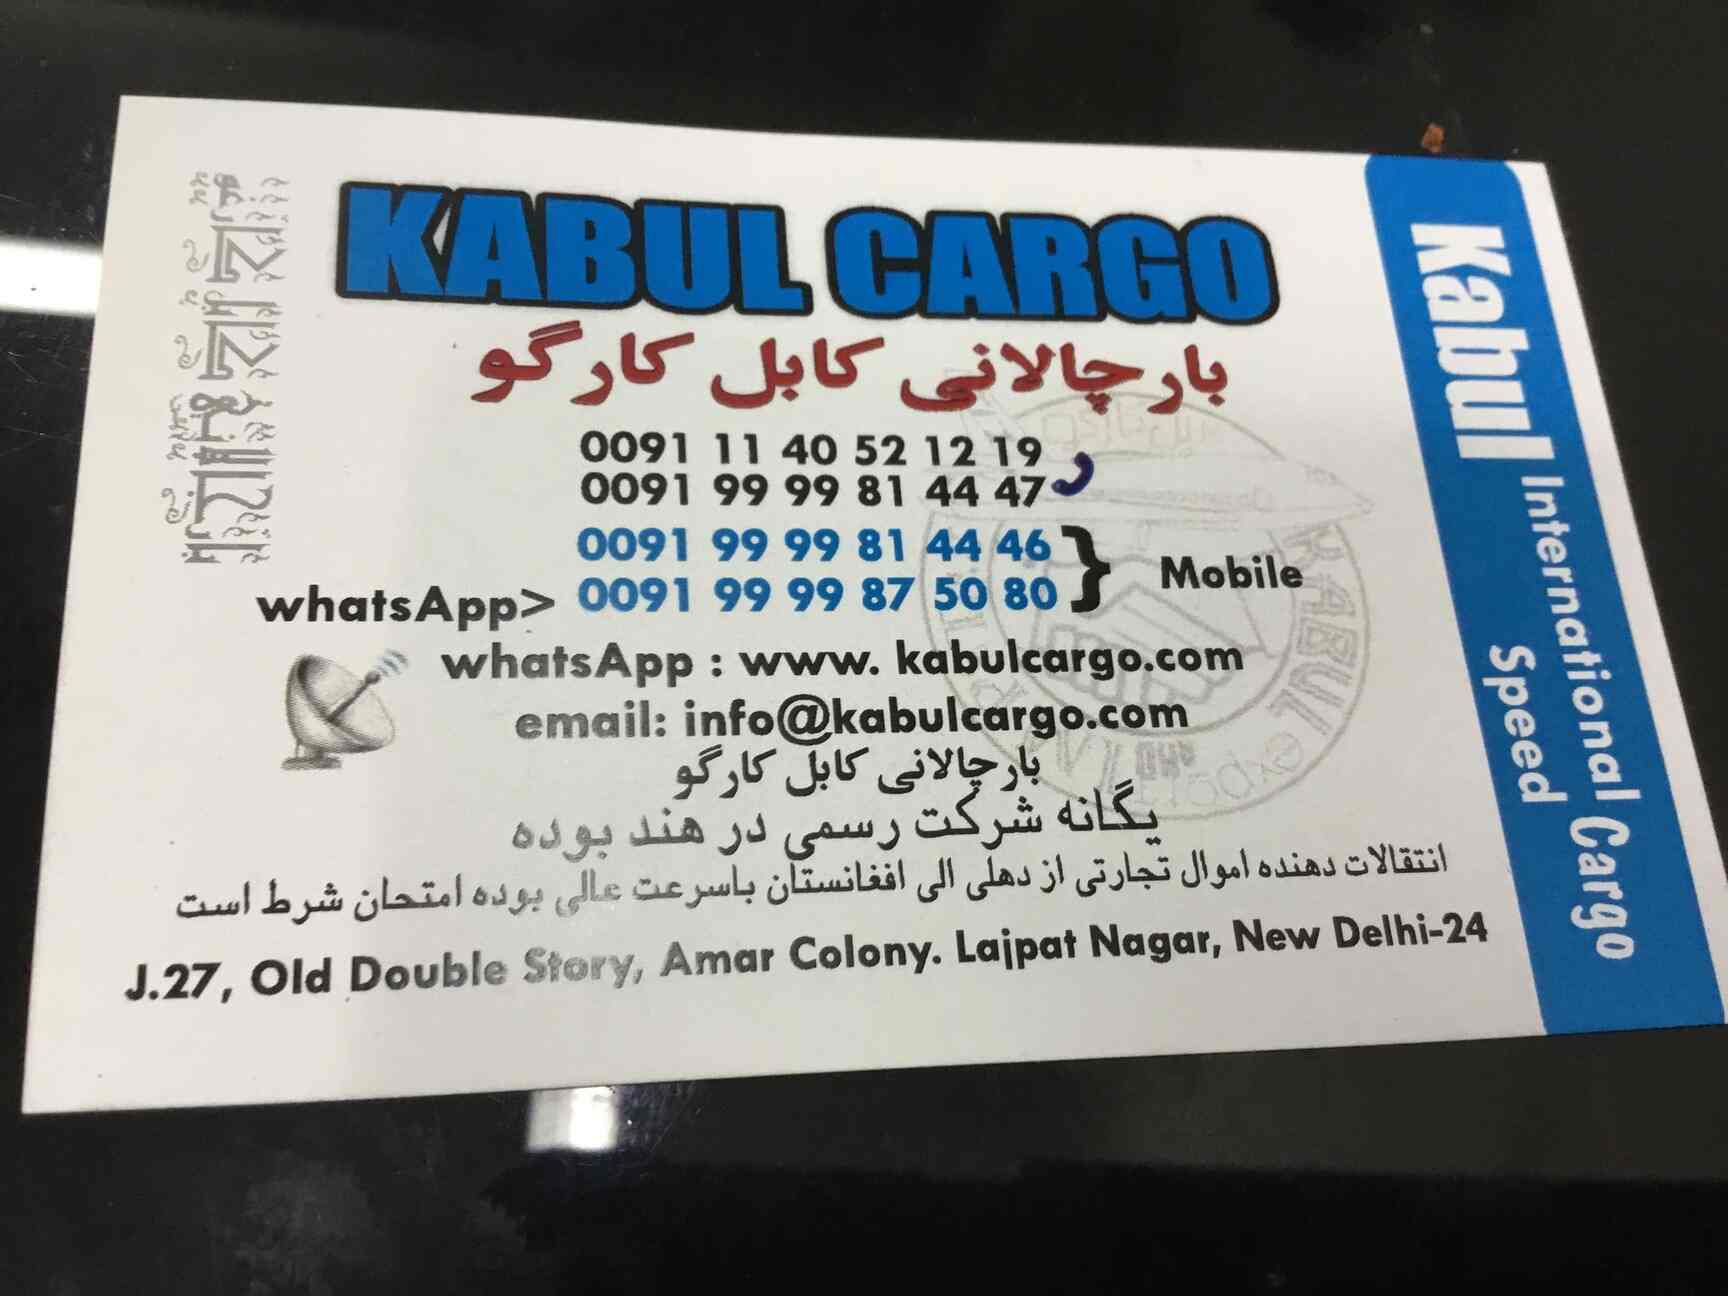 KABUL CARGO
بارچالانی کابل کارگو
0091 11 40 52 12 19
0091 99 99 81 44 47
0091 99 99 81 44 46
whatsApp> 0091 99 99 87 50 80
} Mobile
whatsApp : www. kabulcargo.com
email: info@kabulcargo.com
بارچالانی کابل کارگو
یگانه شرکت رسمی در هند بوده
انتقالات دهنده اموال تجارتی از دهلی الی افغانستان باسرعت عالی بوده امتحان شرط است
J.27, Old Double Story, Amar Colony. Lajpat Nagar, New Delhi-24
Kabul International Cargo
Speed
KABUL